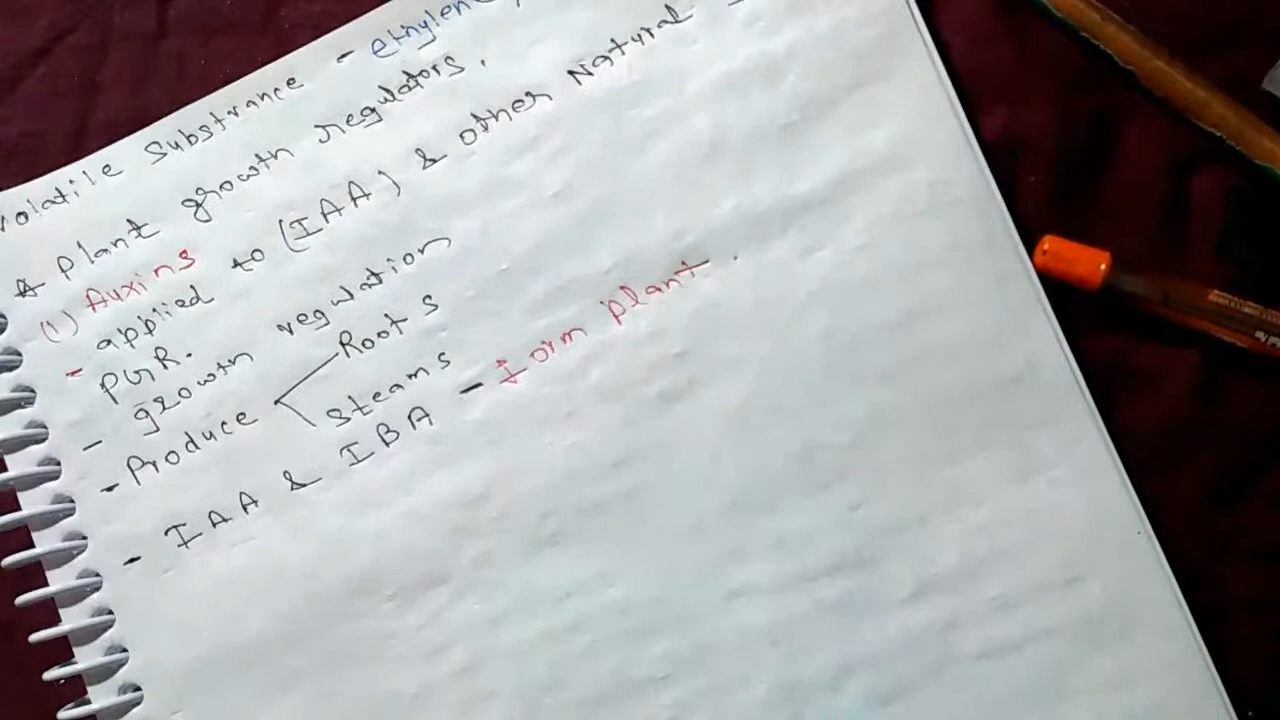 Volatile Substrance - ethylene,
* Plant growth regulators.
(1) Auxins
- applied to (IAA) & other Natural
PGR.
- growth regulation
- Produce Roots
Steams
- IAA & IBA - form plant.